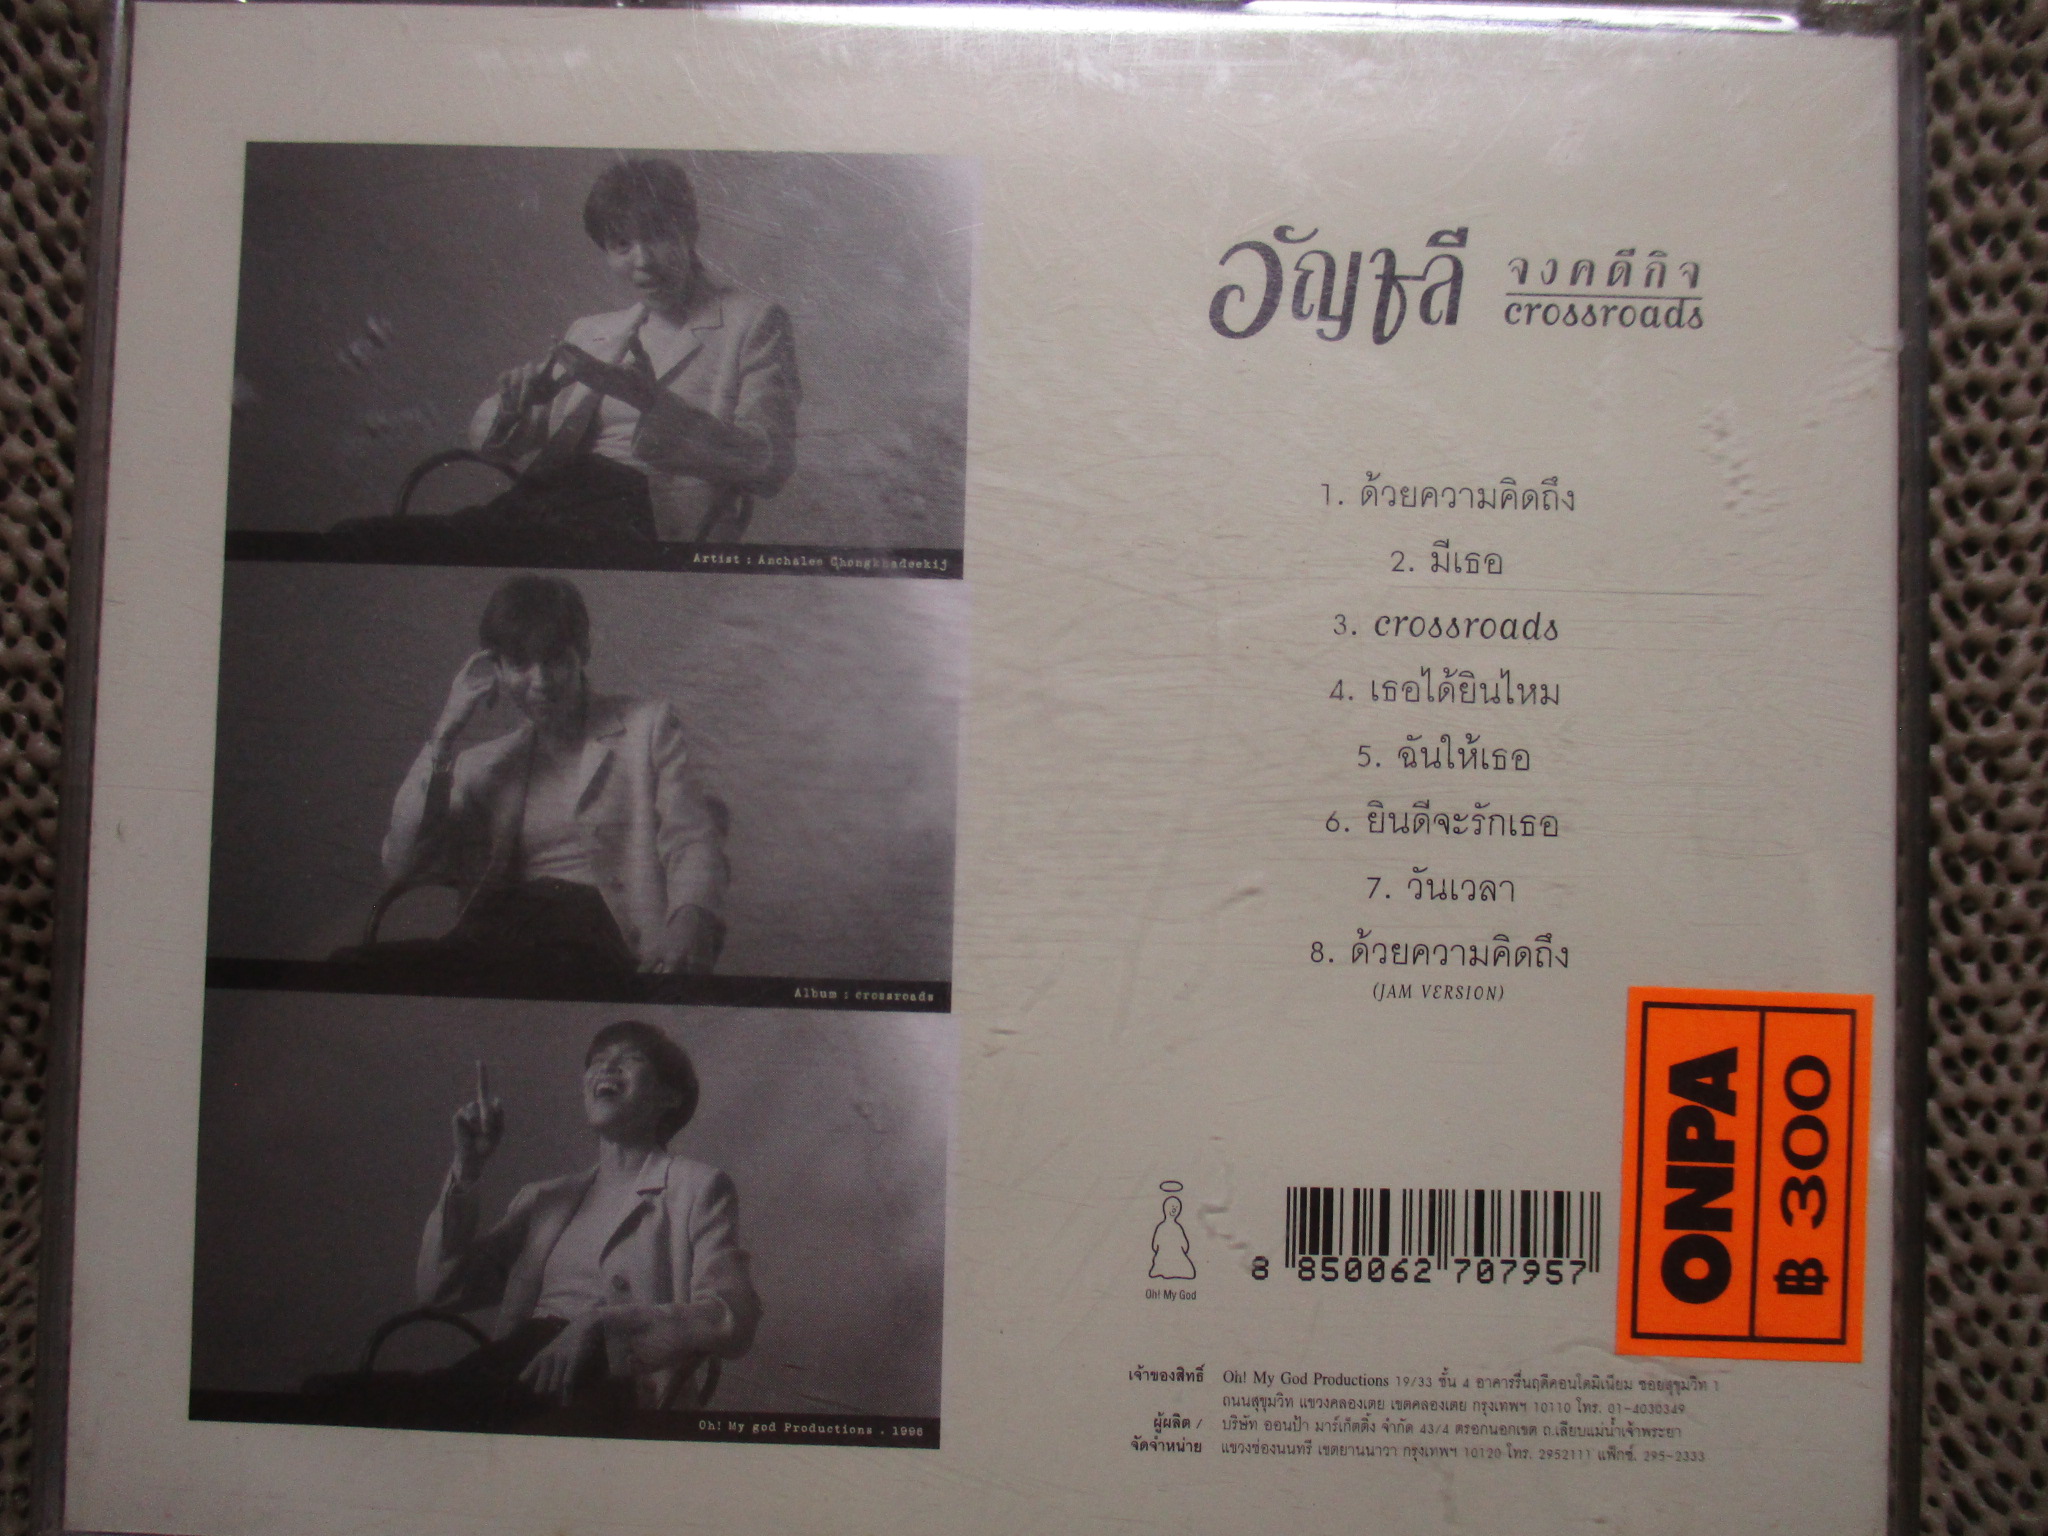 อัญชลี จงคดีกิจ
crossroads
1. ด้วยความคิดถึง
2. มีเธอ
3. crossroads
4. เธอได้ยินไหม
5. ฉันให้เธอ
6. ยินดีจะรักเธอ
7. วันเวลา
8. ด้วยความคิดถึง
(JAM VERSION)
Artist : Anchalee Chongkhadeekij
Album : crossroads
Oh! My god Productions . 1996
ONPA
฿ 300
Oh! My God
8 850062 707957
เจ้าของสิทธิ์ Oh! My God Productions 19/33 ชั้น 4 อาคารรื่นฤดีคอนโดมิเนียม ซอยสุขุมวิท 1
ถนนสุขุมวิท แขวงคลองเตย เขตคลองเตย กรุงเทพฯ 10110 โทร. 01-4030349
ผู้ผลิต / บริษัท ออนป้า มาร์เก็ตติ้ง จำกัด 43/4 ตรอกนอกเขต ถ.เลียบแม่น้ำเจ้าพระยา
จัดจำหน่าย แขวงช่องนนทรี เขตยานนาวา กรุงเทพฯ 10120 โทร. 2952111 แฟ็กซ์. 295-2333